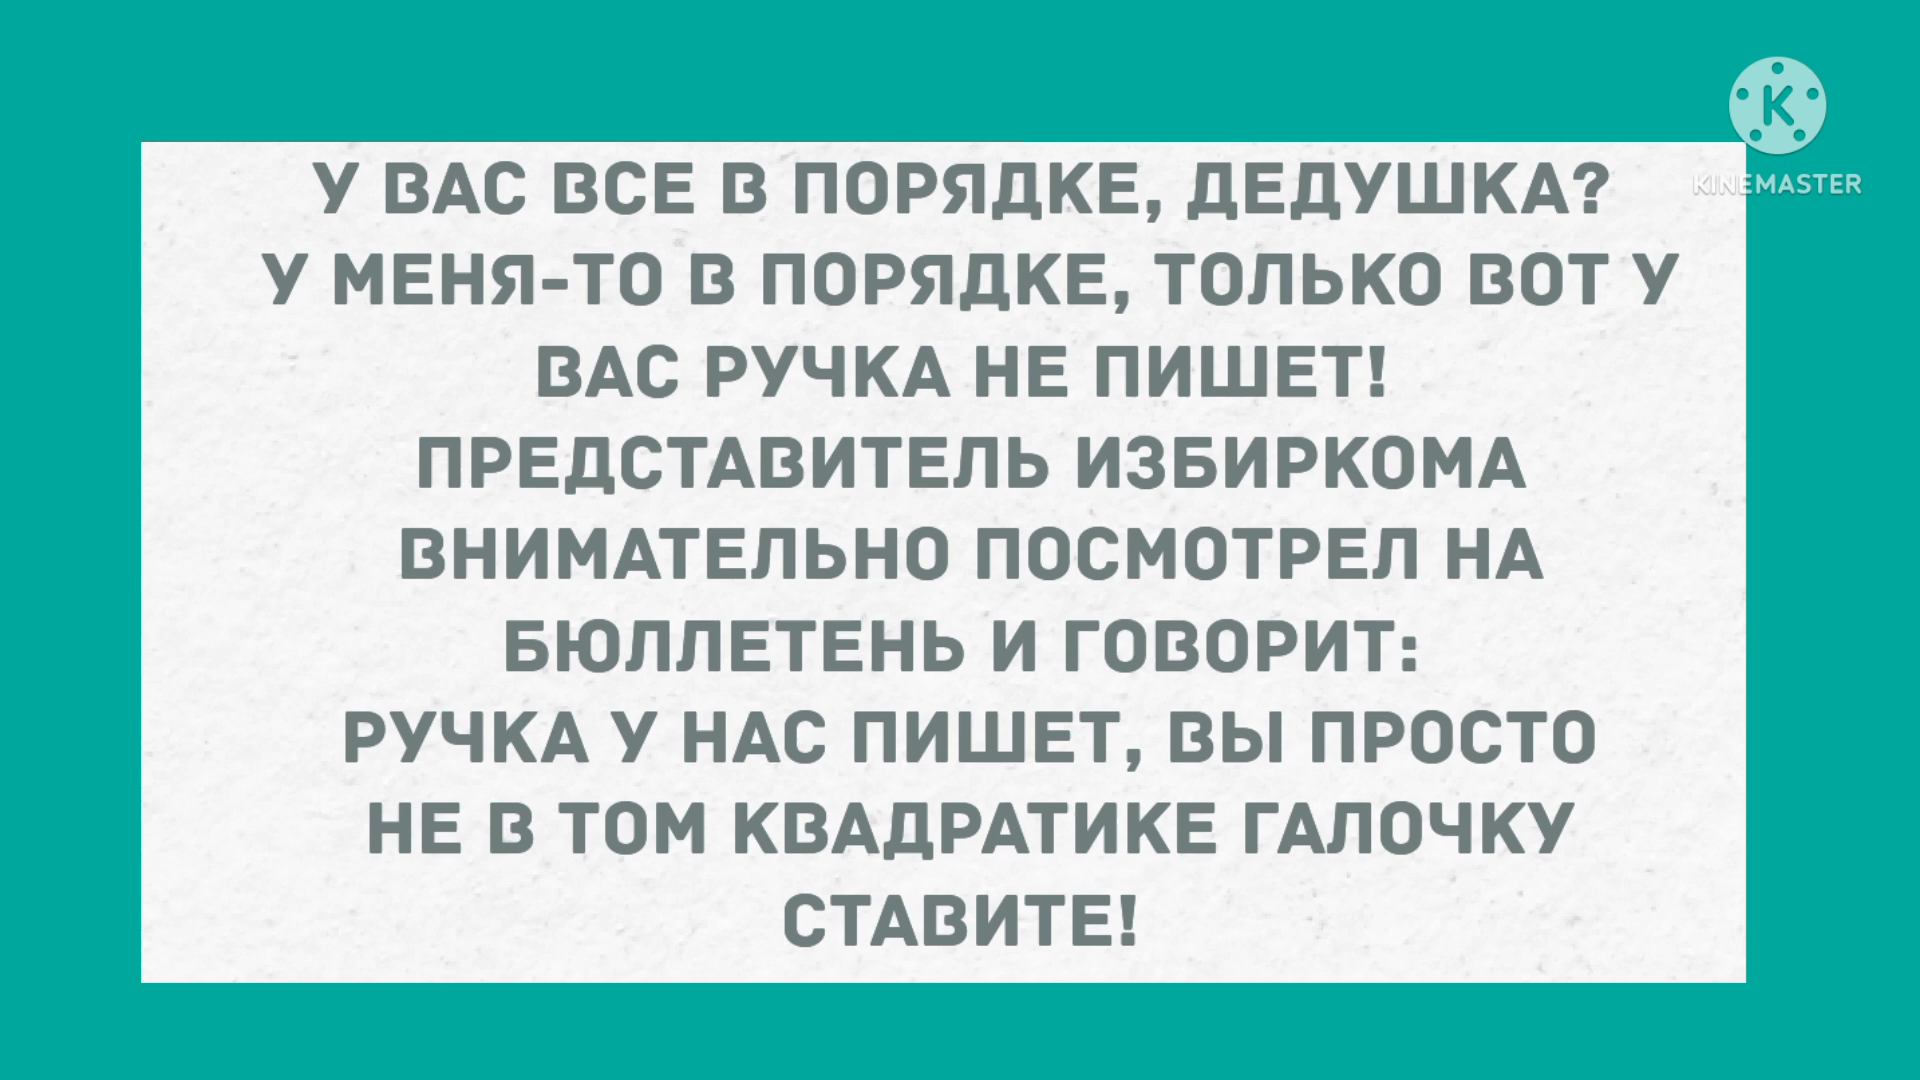 У ВАС ВСЕ В ПОРЯДКЕ, ДЕДУШКА?
У МЕНЯ-ТО В ПОРЯДКЕ, ТОЛЬКО ВОТ У
ВАС РУЧКА НЕ ПИШЕТ!
ПРЕДСТАВИТЕЛЬ ИЗБИРКОМА
ВНИМАТЕЛЬНО ПОСМОТРЕЛ НА
БЮЛЛЕТЕНЬ И ГОВОРИТ:
РУЧКА У НАС ПИШЕТ, ВЫ ПРОСТО
НЕ В ТОМ КВАДРАТИКЕ ГАЛОЧКУ
СТАВИТЕ!
K
KINEMASTER